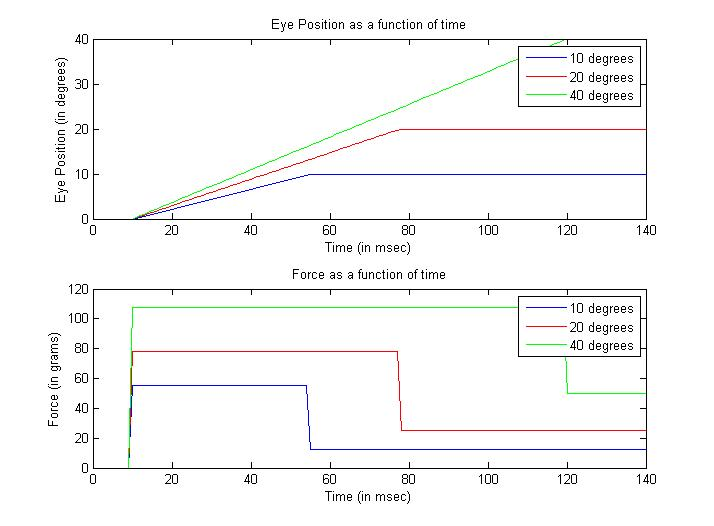 Eye Position as a function of time
Eye Position (in degrees)
40
30
20
10
0
10 degrees
20 degrees
40 degrees
0 20 40 60 80 100 120 140
Time (in msec)
Force as a function of time
Force (in grams)
120
100
80
60
40
20
0
10 degrees
20 degrees
40 degrees
0 20 40 60 80 100 120 140
Time (in msec)